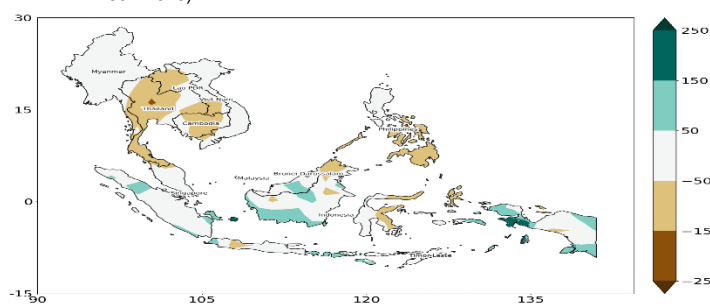 30
250
Myanmar
Lao PDR
150
15
Thailand
Viet Nam
Cambodia
Philippines
50
Malaysia
Brunei Darussalam
Singapore
0
Indonesia
-50
-15
Timor-Leste
-25
-15
90
105
120
135